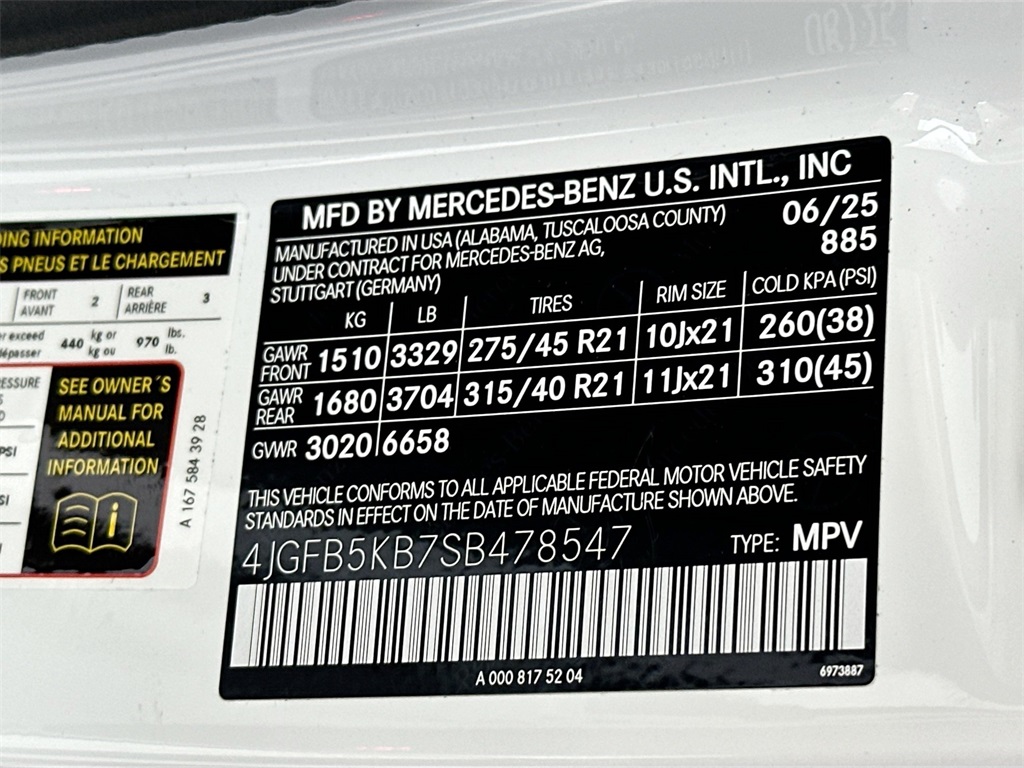 MFD BY MERCEDES-BENZ U.S. INTL., INC
MANUFACTURED IN USA (ALABAMA, TUSCALOOSA COUNTY) 06/25
UNDER CONTRACT FOR MERCEDES-BENZ AG, 885
STUTTGART (GERMANY)
KG LB TIRES RIM SIZE COLD KPA (PSI)
GAWR FRONT 1510 3329 275/45 R21 10Jx21 260(38)
GAWR REAR 1680 3704 315/40 R21 11Jx21 310(45)
GVWR 3020 6658
THIS VEHICLE CONFORMS TO ALL APPLICABLE FEDERAL MOTOR VEHICLE SAFETY
STANDARDS IN EFFECT ON THE DATE OF MANUFACTURE SHOWN ABOVE.
4JGFB5KB7SB478547 TYPE: MPV
A 000 817 52 04 6973887
INFORMATION
PNEUS ET LE CHARGEMENT
FRONT 2 REAR 3
AVANT ARRIÈRE
exceed 440 kg or 970 lbs.
kg ou lb.
SEE OWNER´S
MANUAL FOR
ADDITIONAL
INFORMATION
A 167 584 39 28